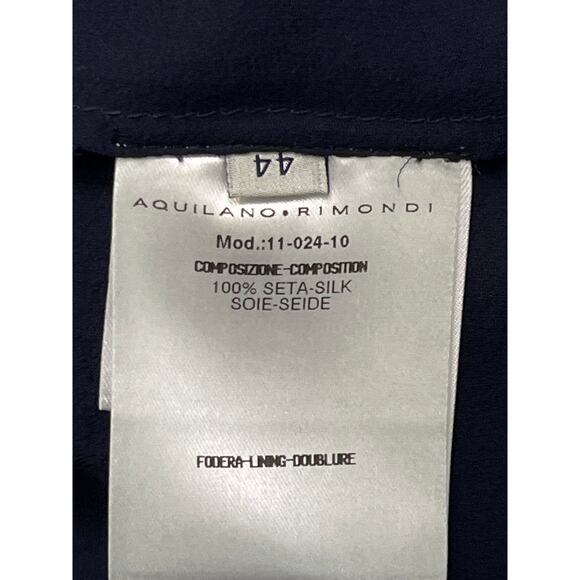 44
AQUILANO•RIMONDI
Mod.:11-024-10
COMPOSIZIONE-COMPOSITION
100% SETA-SILK
SOIE-SEIDE
FODERA-LINING-DOUBLURE